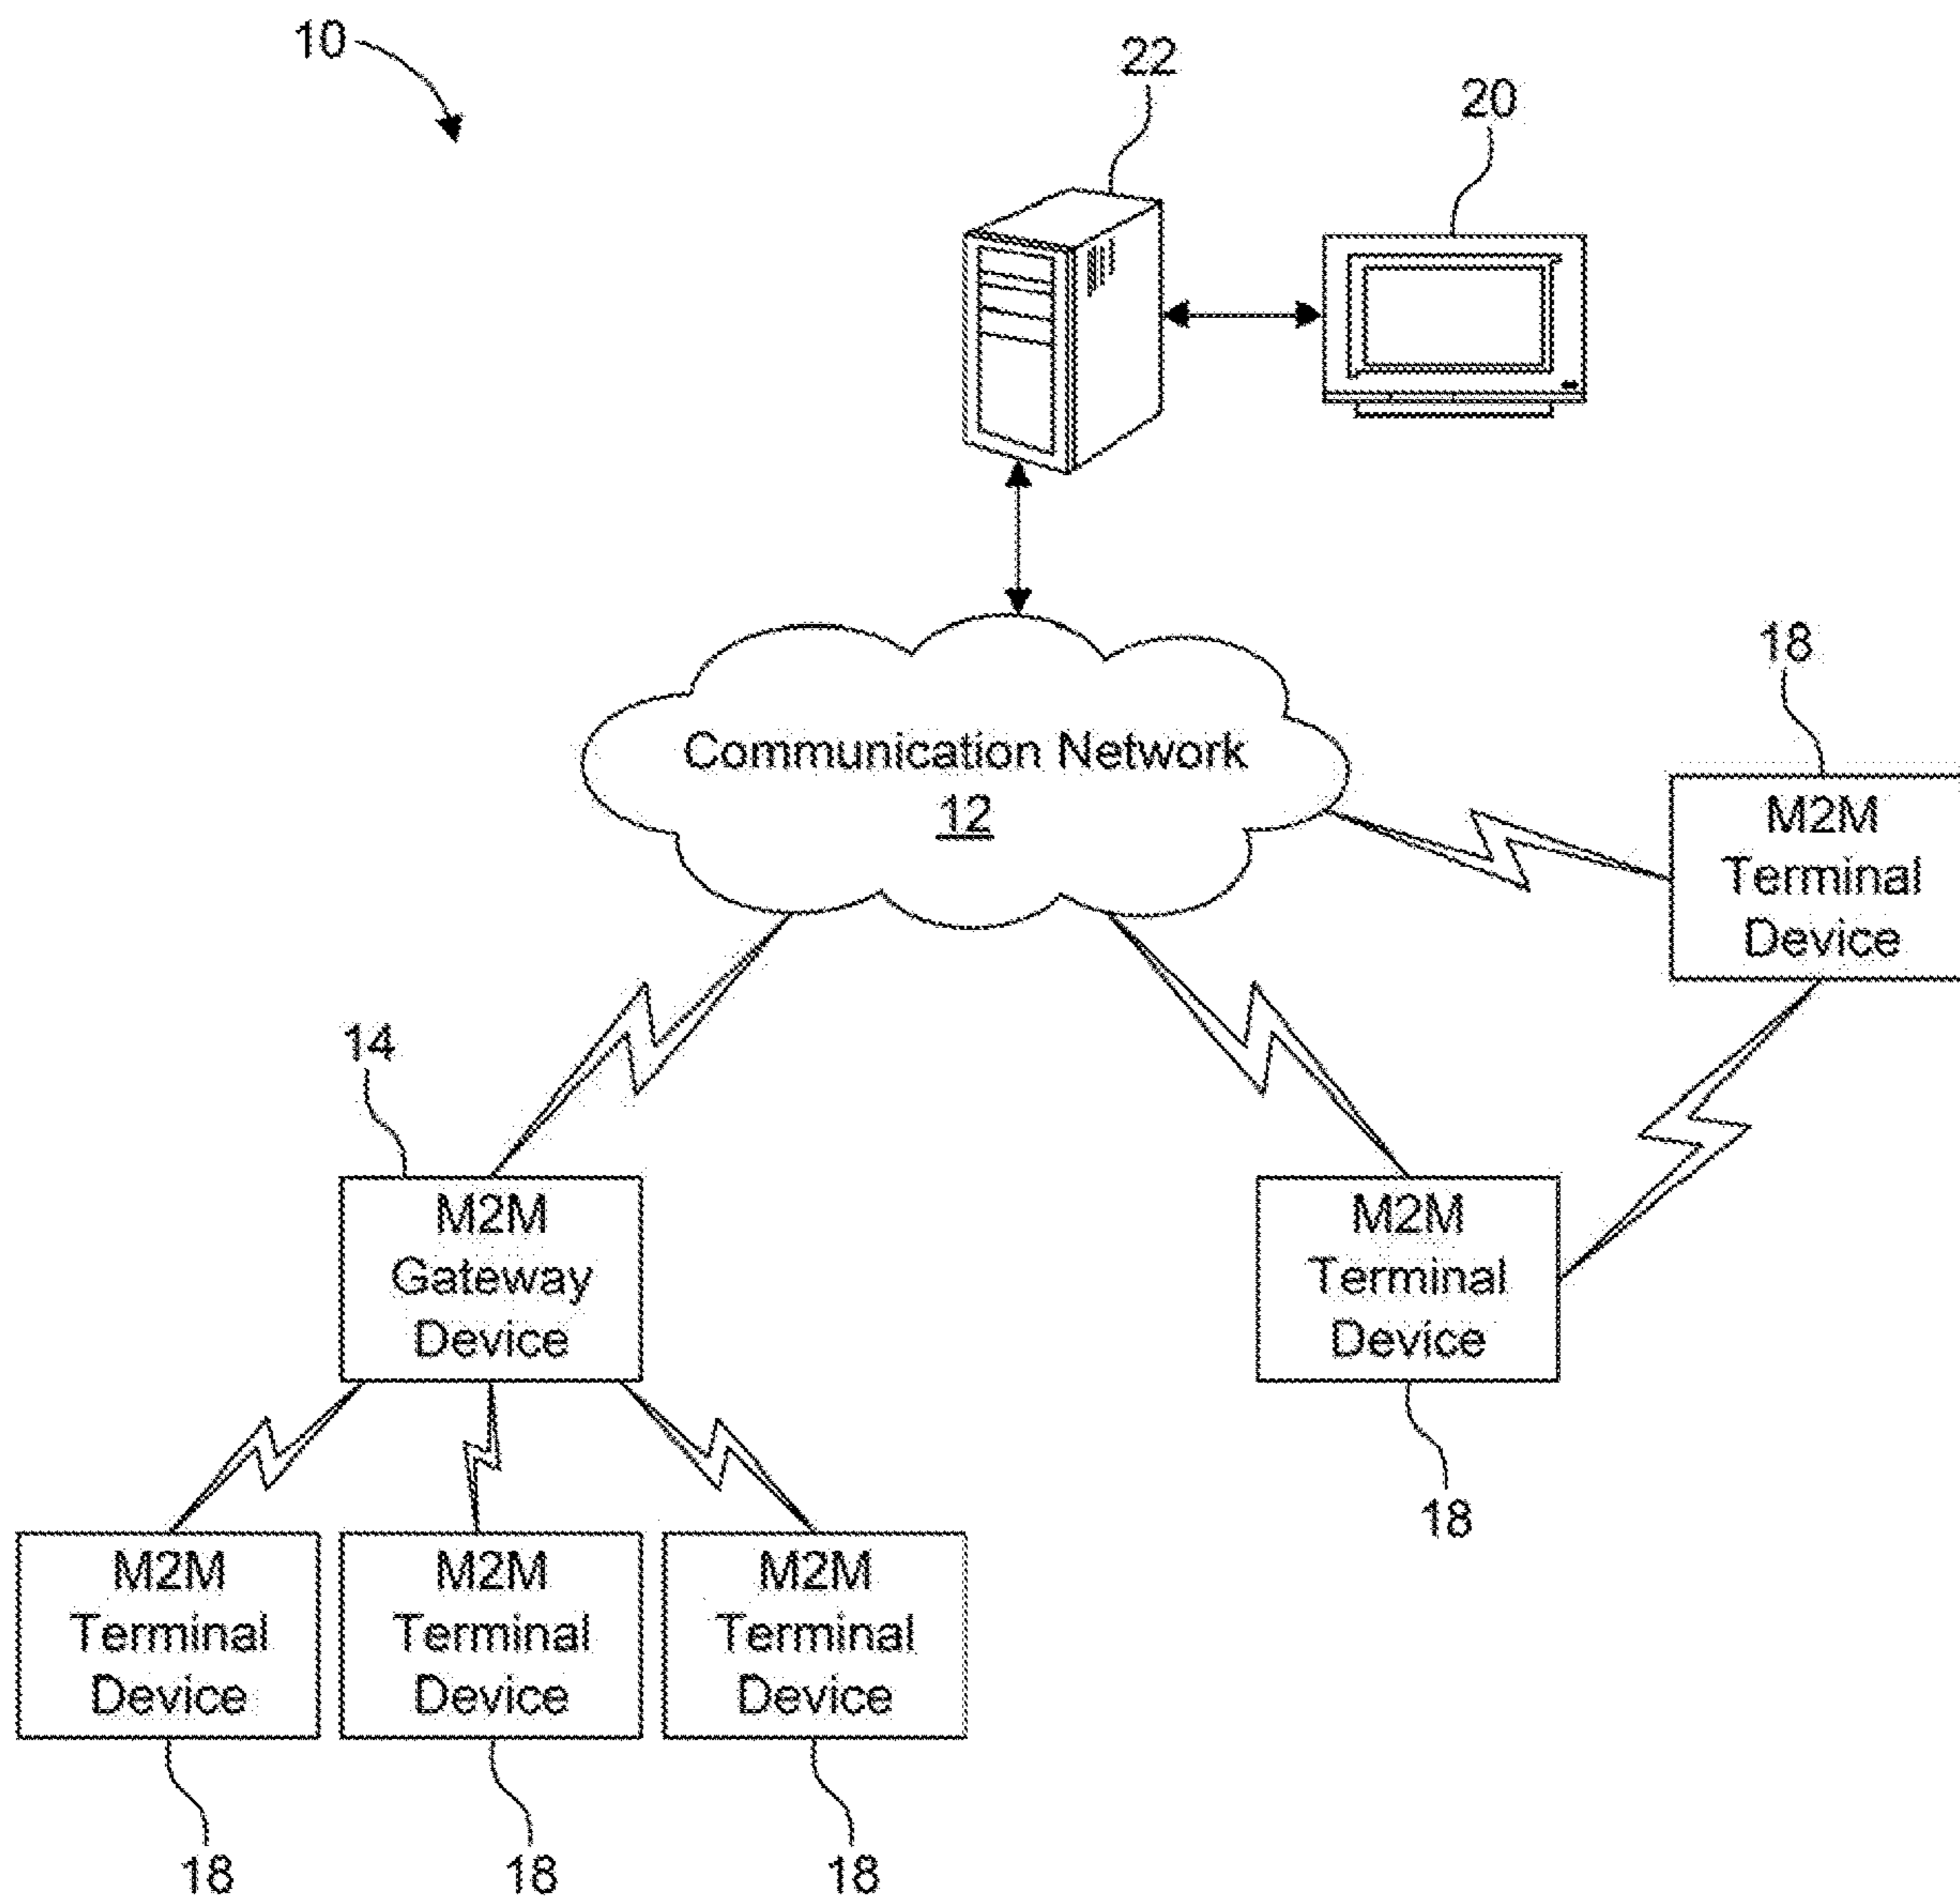 10
22
20
Communication Network
12
18
M2M
Terminal
Device
14
M2M
Gateway
Device
M2M
Terminal
Device
18
M2M
Terminal
Device
M2M
Terminal
Device
M2M
Terminal
Device
18
18
18